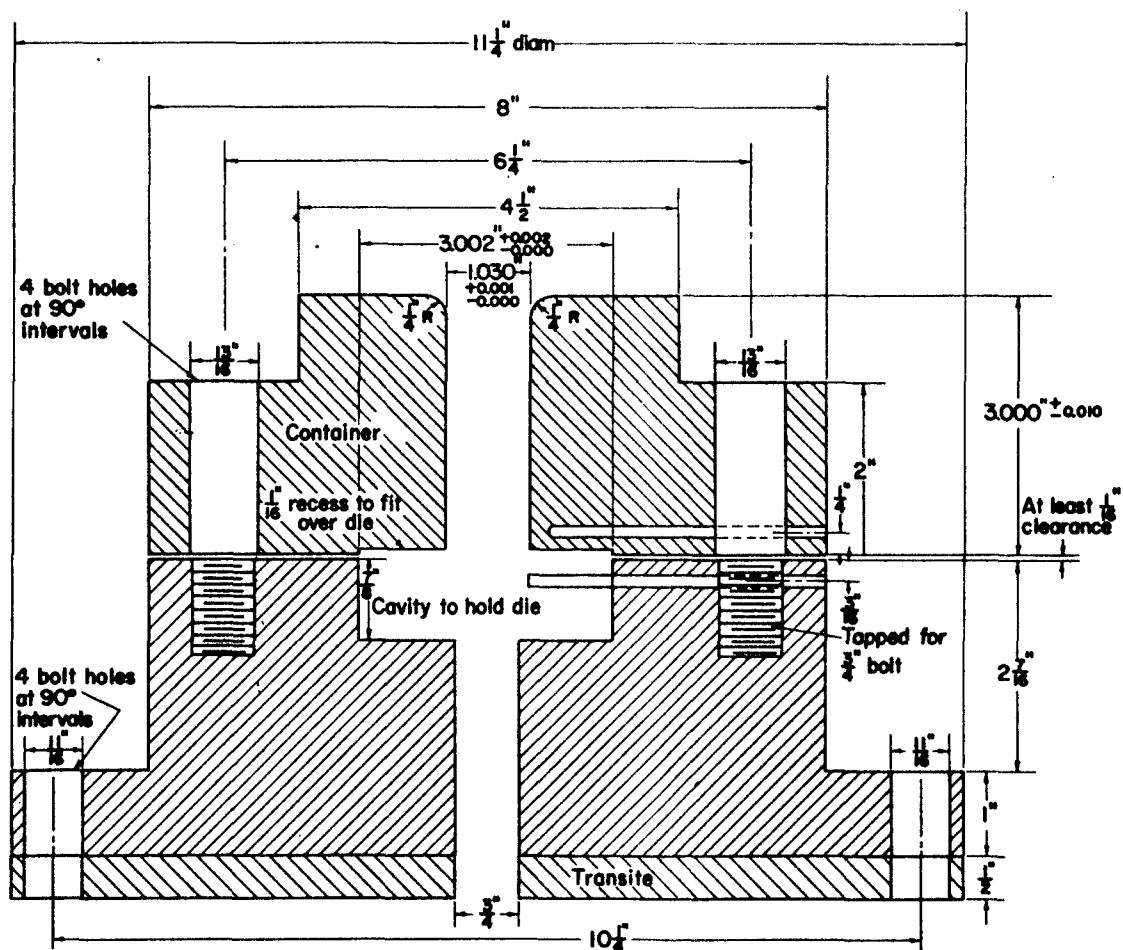 11 1/4" diam
8"
6 1/4"
4 1/2"
3.002" +0.002
-0.000
1.030"
+0.001
-0.000
4 bolt holes
at 90°
intervals
1/4" R
1/4" R
13/16"
13/16"
3.000" ± 0.010
Container
2"
1/4"
1/16" recess to fit
over die
At least 1/16"
clearance
7/8"
Cavity to hold die
5/16"
Tapped for
bolt
3/4"
2 7/16"
4 bolt holes
at 90°
intervals
11/16"
11/16"
1"
Transite
1/2"
3/4"
10 1/4"